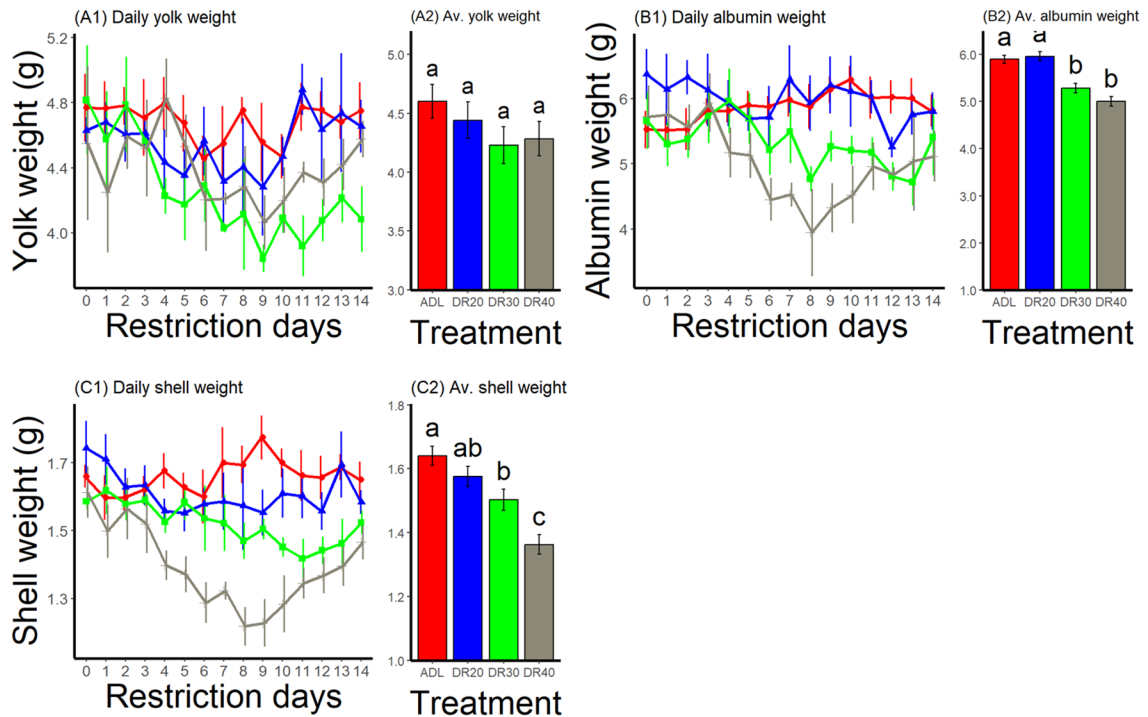 (A1) Daily yolk weight
Yolk weight (g)
5.2
4.8
4.4
4.0
0 1 2 3 4 5 6 7 8 9 10 11 12 13 14
Restriction days
(A2) Av. yolk weight
5.0
4.5
4.0
3.5
3.0
a a a a
ADL DR20 DR30 DR40
Treatment
(B1) Daily albumin weight
Albumin weight (g)
6
5
4
0 1 2 3 4 5 6 7 8 9 10 11 12 13 14
Restriction days
(B2) Av. albumin weight
6.0
5.0
4.0
3.0
2.0
1.0
a a b b
ADL DR20 DR30 DR40
Treatment
(C1) Daily shell weight
Shell weight (g)
1.7
1.5
1.3
0 1 2 3 4 5 6 7 8 9 10 11 12 13 14
Restriction days
(C2) Av. shell weight
1.8
1.6
1.4
1.2
1.0
a ab b c
ADL DR20 DR30 DR40
Treatment